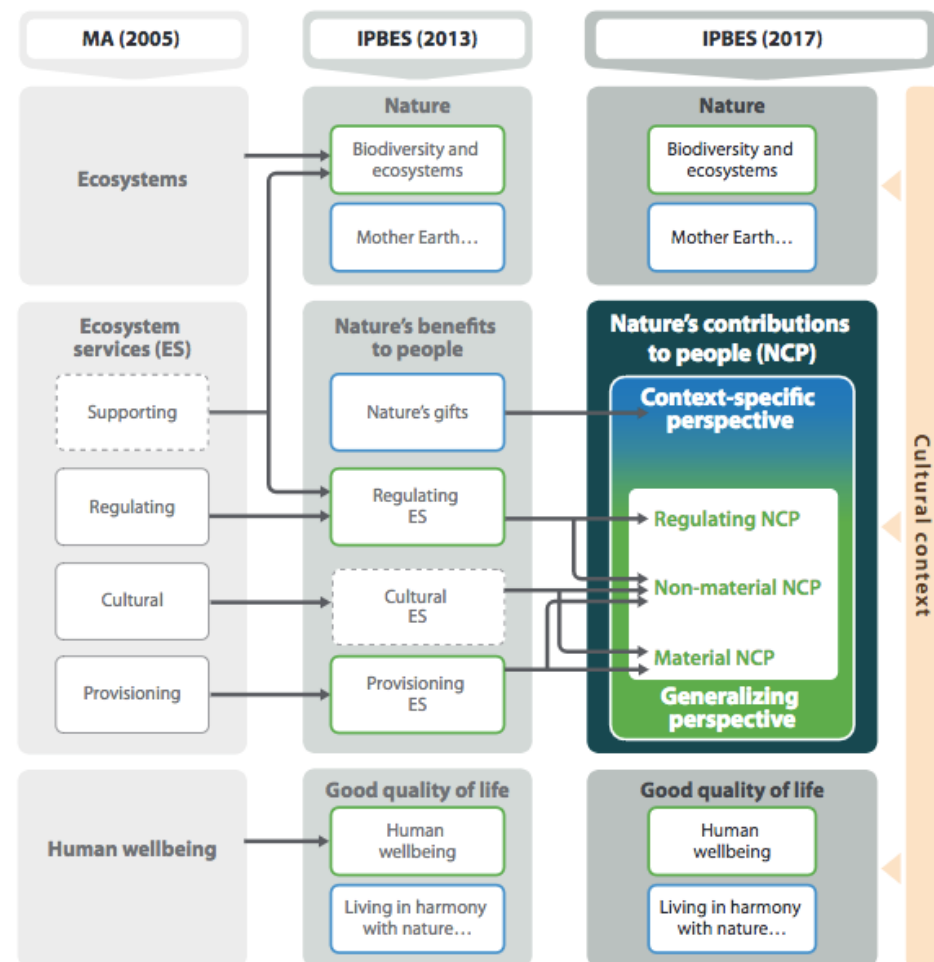 MA (2005)
IPBES (2013)
IPBES (2017)
Ecosystems
Nature
Biodiversity and
ecosystems
Mother Earth…
Nature
Biodiversity and
ecosystems
Mother Earth…
Ecosystem
services (ES)
Supporting
Regulating
Cultural
Provisioning
Nature’s benefits
to people
Nature’s gifts
Regulating
ES
Cultural
ES
Provisioning
ES
Nature’s contributions
to people (NCP)
Context-specific
perspective
Regulating NCP
Non-material NCP
Material NCP
Generalizing
perspective
Human wellbeing
Good quality of life
Human
wellbeing
Living in harmony
with nature…
Good quality of life
Human
wellbeing
Living in harmony
with nature…
Cultural context